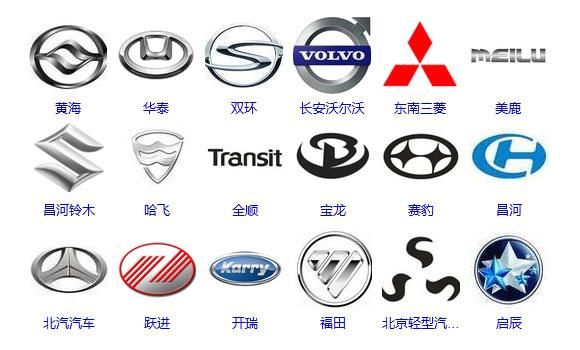 VOLVO
MEILU
黄海
华泰
双环
长安沃尔沃
东南三菱
美鹿
Transit
昌河铃木
哈飞
全顺
宝龙
赛豹
昌河
Karry
北汽汽车
跃进
开瑞
福田
北京轻型汽...
启辰